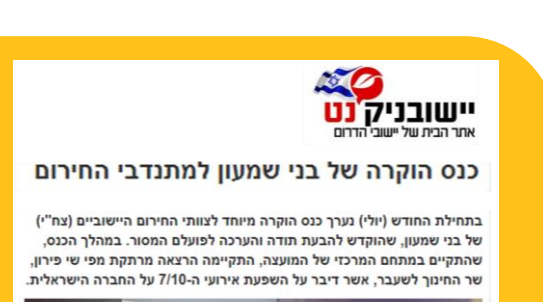 יישובניק נט
אתר הבית של יישובי הדרום
כנס הוקרה של בני שמעון למתנדבי החירום
בתחילת החודש (יולי) נערך כנס הוקרה מיוחד לצוותי החירום היישוביים (צח"י)
של בני שמעון, שהוקדש להבעת תודה והערכה לפועלם המסור. במהלך הכנס,
שהתקיים במתחם המרכזי של המועצה, התקיימה הרצאה מרתקת מפי שי פירון,
שר החינוך לשעבר, אשר דיבר על השפעת אירועי ה-7/10 על החברה הישראלית.